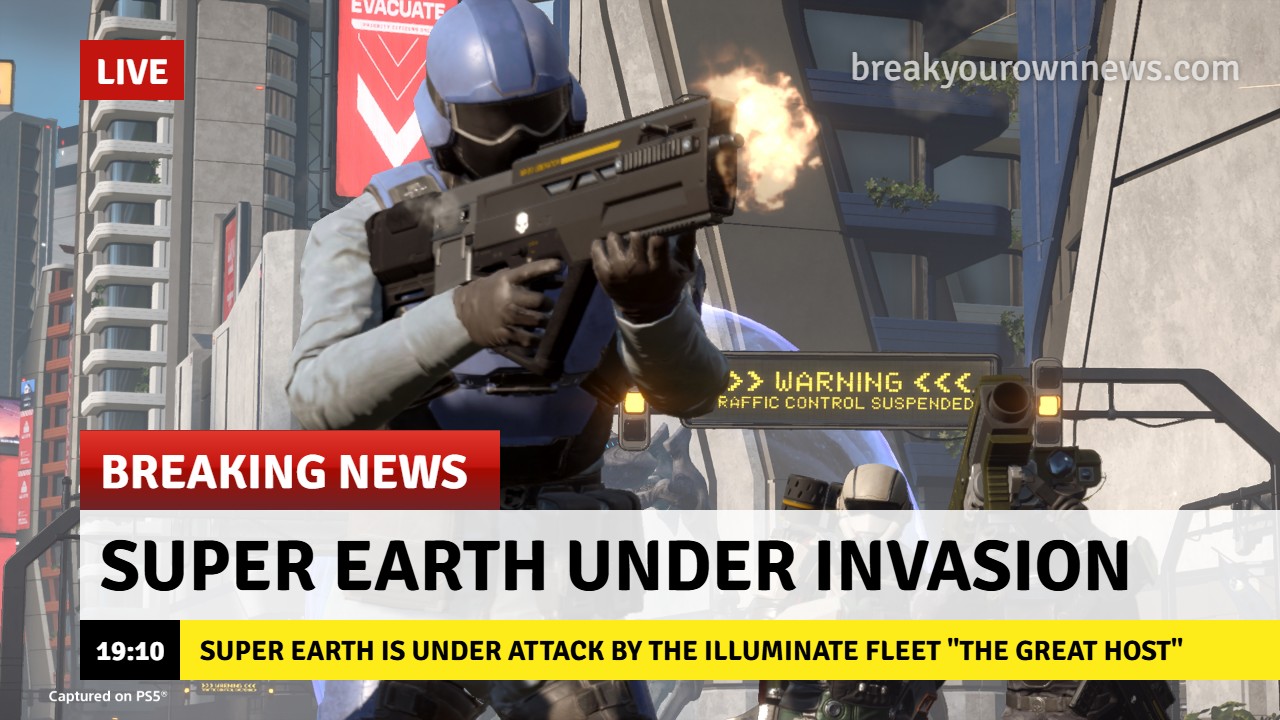 EVACUATE
LIVE
breakyourownnews.com
>> WARNING <<<
RAFFIC CONTROL SUSPENDED
BREAKING NEWS
SUPER EARTH UNDER INVASION
19:10
SUPER EARTH IS UNDER ATTACK BY THE ILLUMINATE FLEET "THE GREAT HOST"
Captured on PS5®